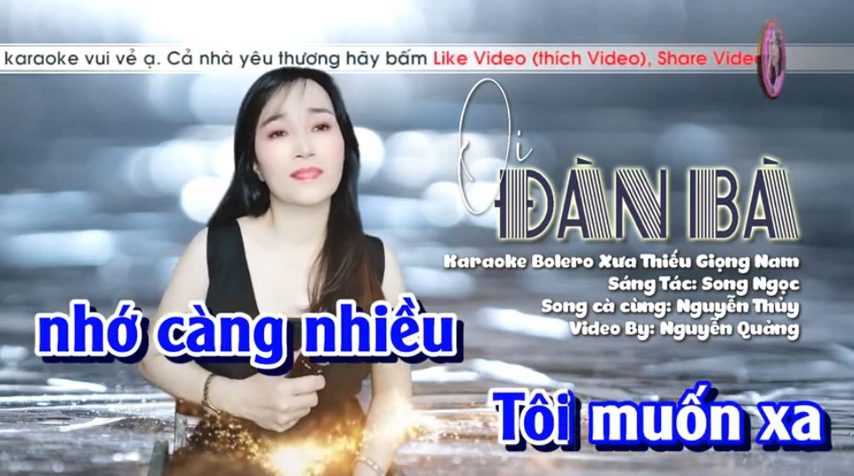 karaoke vui vẻ ạ. Cả nhà yêu thương hãy bấm Like Video (thích Video), Share Video
Ơi
ĐÀN BÀ
Karaoke Bolero Xưa Thiếu Giọng Nam
Sáng Tác: Song Ngọc
Song cà cùng: Nguyễn Thủy
Video By: Nguyễn Quảng
nhớ càng nhiều
Tôi muốn xa